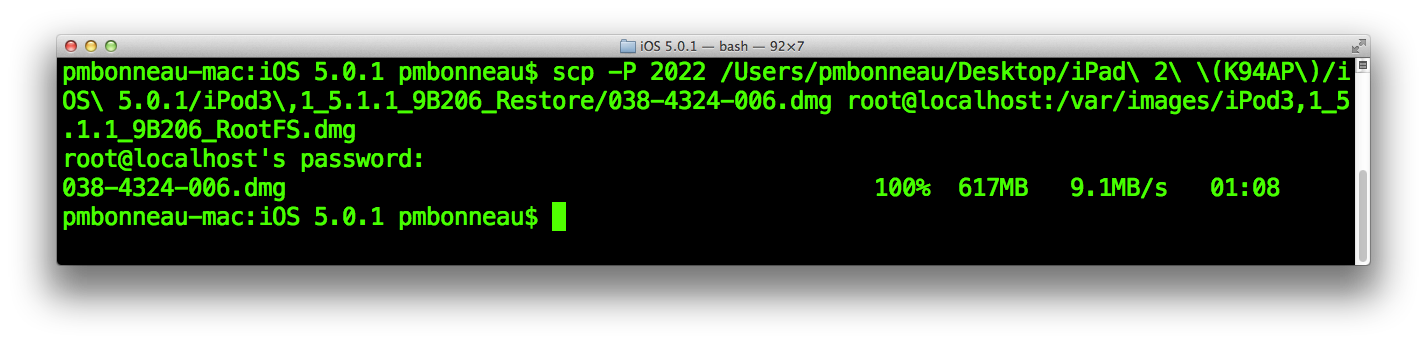 iOS 5.0.1 — bash — 92×7
pmbonneau-mac:iOS 5.0.1 pmbonneau$ scp -P 2022 /Users/pmbonneau/Desktop/iPad\ 2\ \(K94AP\)/i
OS\ 5.0.1/iPod3\,1_5.1.1_9B206_Restore/038-4324-006.dmg root@localhost:/var/images/iPod3,1_5
.1.1_9B206_RootFS.dmg
root@localhost's password:
038-4324-006.dmg 100% 617MB 9.1MB/s 01:08
pmbonneau-mac:iOS 5.0.1 pmbonneau$